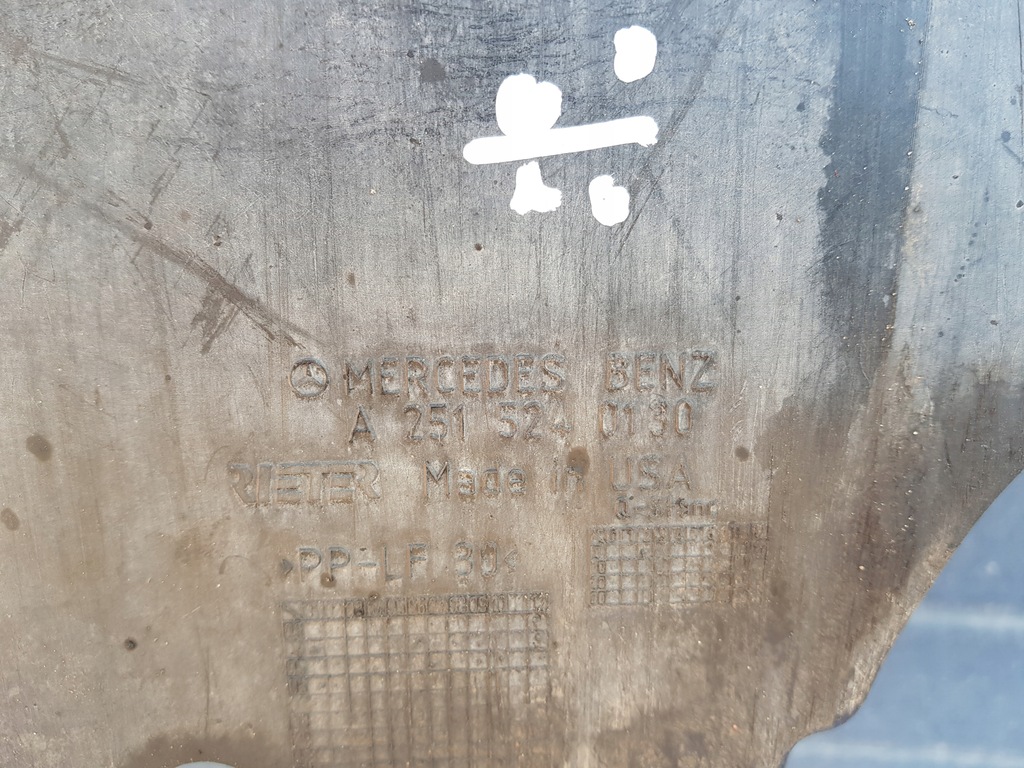 MERCEDES BENZ
A 251 524 0130
RIETER Made in USA
>PP-LF 30<